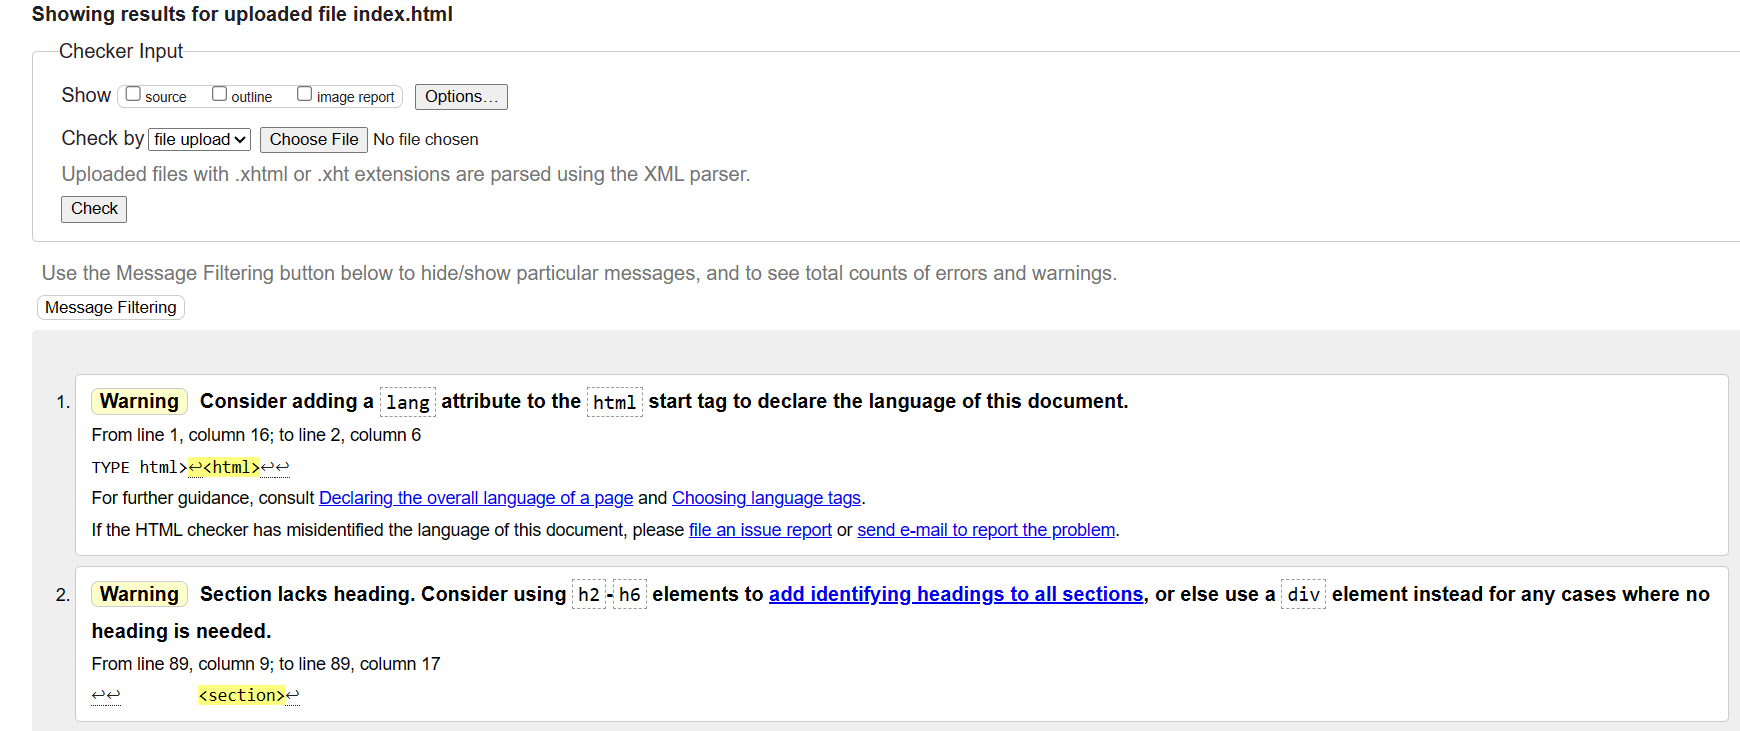 Showing results for uploaded file index.html
Checker Input
Show source outline image report Options...
Check by file upload Choose File No file chosen
Uploaded files with .xhtml or .xht extensions are parsed using the XML parser.
Check
Use the Message Filtering button below to hide/show particular messages, and to see total counts of errors and warnings.
Message Filtering
1. Warning Consider adding a lang attribute to the html start tag to declare the language of this document.
From line 1, column 16; to line 2, column 6
TYPE html>↩<html>↩↩
For further guidance, consult Declaring the overall language of a page and Choosing language tags.
If the HTML checker has misidentified the language of this document, please file an issue report or send e-mail to report the problem.
2. Warning Section lacks heading. Consider using h2-h6 elements to add identifying headings to all sections, or else use a div element instead for any cases where no
heading is needed.
From line 89, column 9; to line 89, column 17
↩↩ <section>↩